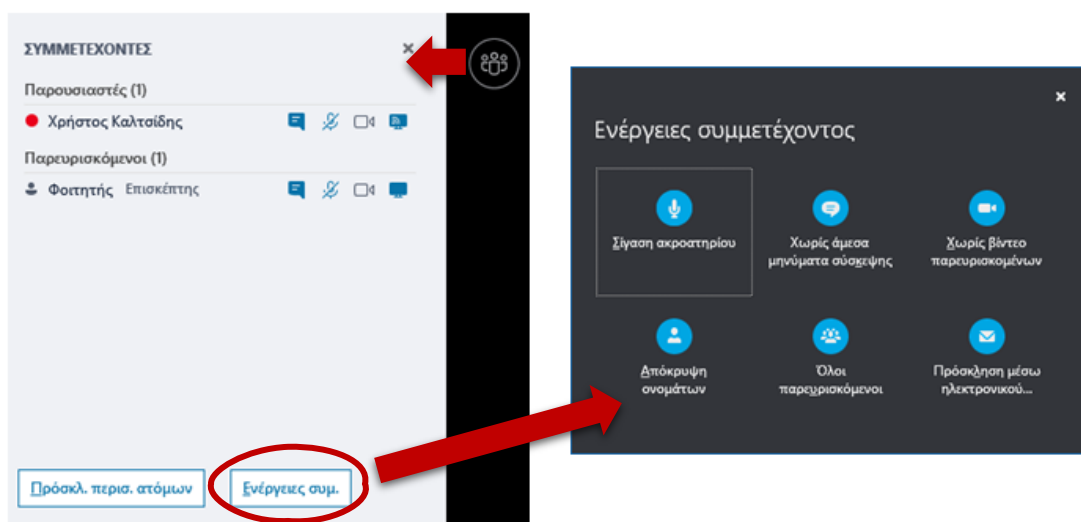 ΣΥΜΜΕΤΕΧΟΝΤΕΣ
Παρουσιαστές (1)
Χρήστος Καλτσίδης
Παρευρισκόμενοι (1)
Φοιτητής Επισκέπτης
Πρόσκλ. περισ. ατόμων
Ενέργειες συμ.
Ενέργειες συμμετέχοντος
Σίγαση ακροατηρίου
Χωρίς άμεσα
μηνύματα σύσκεψης
Χωρίς βίντεο
παρευρισκομένων
Απόκρυψη
ονομάτων
Όλοι
παρευρισκόμενοι
Πρόσκληση μέσω
ηλεκτρονικού...